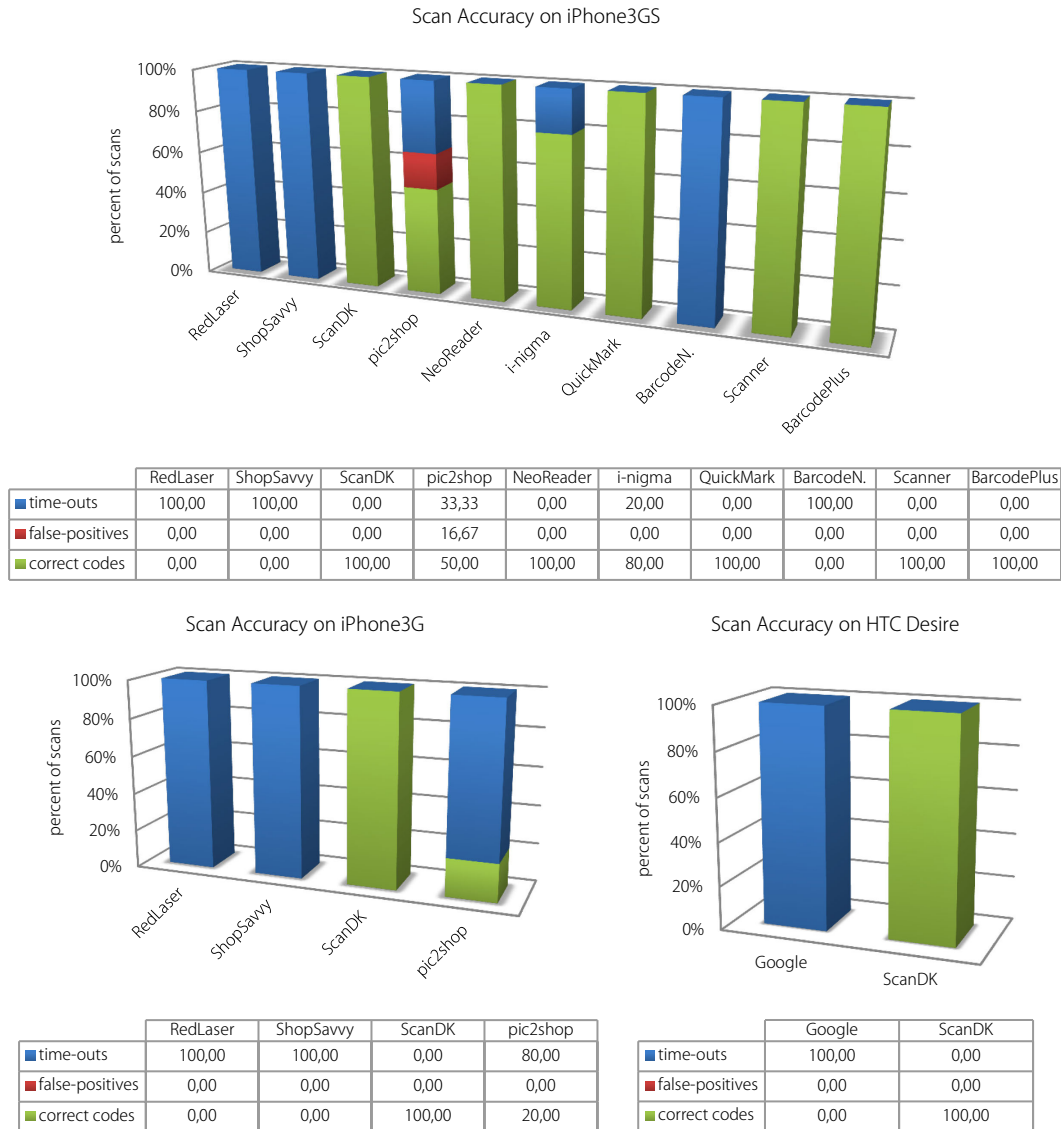 Scan Accuracy on iPhone3GS
100%
80%
60%
40%
20%
0%
percent of scans
RedLaser
ShopSavvy
ScanDK
pic2shop
NeoReader
i-nigma
QuickMark
BarcodeN.
Scanner
BarcodePlus
RedLaser ShopSavvy ScanDK pic2shop NeoReader i-nigma QuickMark BarcodeN. Scanner BarcodePlus
time-outs 100,00 100,00 0,00 33,33 0,00 20,00 0,00 100,00 0,00 0,00
false-positives 0,00 0,00 0,00 16,67 0,00 0,00 0,00 0,00 0,00 0,00
correct codes 0,00 0,00 100,00 50,00 100,00 80,00 100,00 0,00 100,00 100,00
Scan Accuracy on iPhone3G
100%
80%
60%
40%
20%
0%
percent of scans
RedLaser
ShopSavvy
ScanDK
pic2shop
RedLaser ShopSavvy ScanDK pic2shop
time-outs 100,00 100,00 0,00 80,00
false-positives 0,00 0,00 0,00 0,00
correct codes 0,00 0,00 100,00 20,00
Scan Accuracy on HTC Desire
100%
80%
60%
40%
20%
0%
percent of scans
Google
ScanDK
Google ScanDK
time-outs 100,00 0,00
false-positives 0,00 0,00
correct codes 0,00 100,00